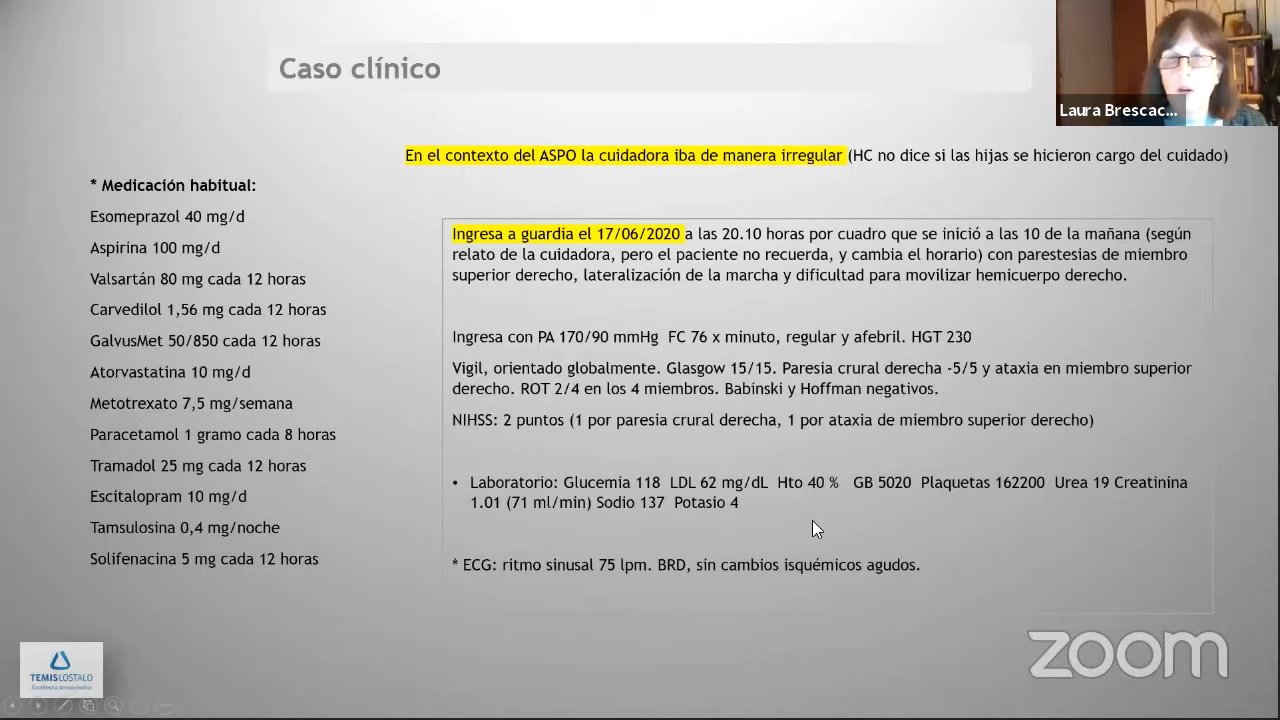 Caso clínico
Laura Brescac...
En el contexto del ASPO la cuidadora iba de manera irregular (HC no dice si las hijas se hicieron cargo del cuidado)
* Medicación habitual:
Esomeprazol 40 mg/d
Aspirina 100 mg/d
Valsartán 80 mg cada 12 horas
Carvedilol 1,56 mg cada 12 horas
GalvusMet 50/850 cada 12 horas
Atorvastatina 10 mg/d
Metotrexato 7,5 mg/semana
Paracetamol 1 gramo cada 8 horas
Tramadol 25 mg cada 12 horas
Escitalopram 10 mg/d
Tamsulosina 0,4 mg/noche
Solifenacina 5 mg cada 12 horas
Ingresa a guardia el 17/06/2020 a las 20.10 horas por cuadro que se inició a las 10 de la mañana (según
relato de la cuidadora, pero el paciente no recuerda, y cambia el horario) con parestesias de miembro
superior derecho, lateralización de la marcha y dificultad para movilizar hemicuerpo derecho.
Ingresa con PA 170/90 mmHg FC 76 x minuto, regular y afebril. HGT 230
Vigil, orientado globalmente. Glasgow 15/15. Paresia crural derecha -5/5 y ataxia en miembro superior
derecho. ROT 2/4 en los 4 miembros. Babinski y Hoffman negativos.
NIHSS: 2 puntos (1 por paresia crural derecha, 1 por ataxia de miembro superior derecho)
• Laboratorio: Glucemia 118 LDL 62 mg/dL Hto 40 % GB 5020 Plaquetas 162200 Urea 19 Creatinina
1.01 (71 ml/min) Sodio 137 Potasio 4
* ECG: ritmo sinusal 75 lpm. BRD, sin cambios isquémicos agudos.
TEMIS LOSTALO
Excelencia farmacéutica
zoom